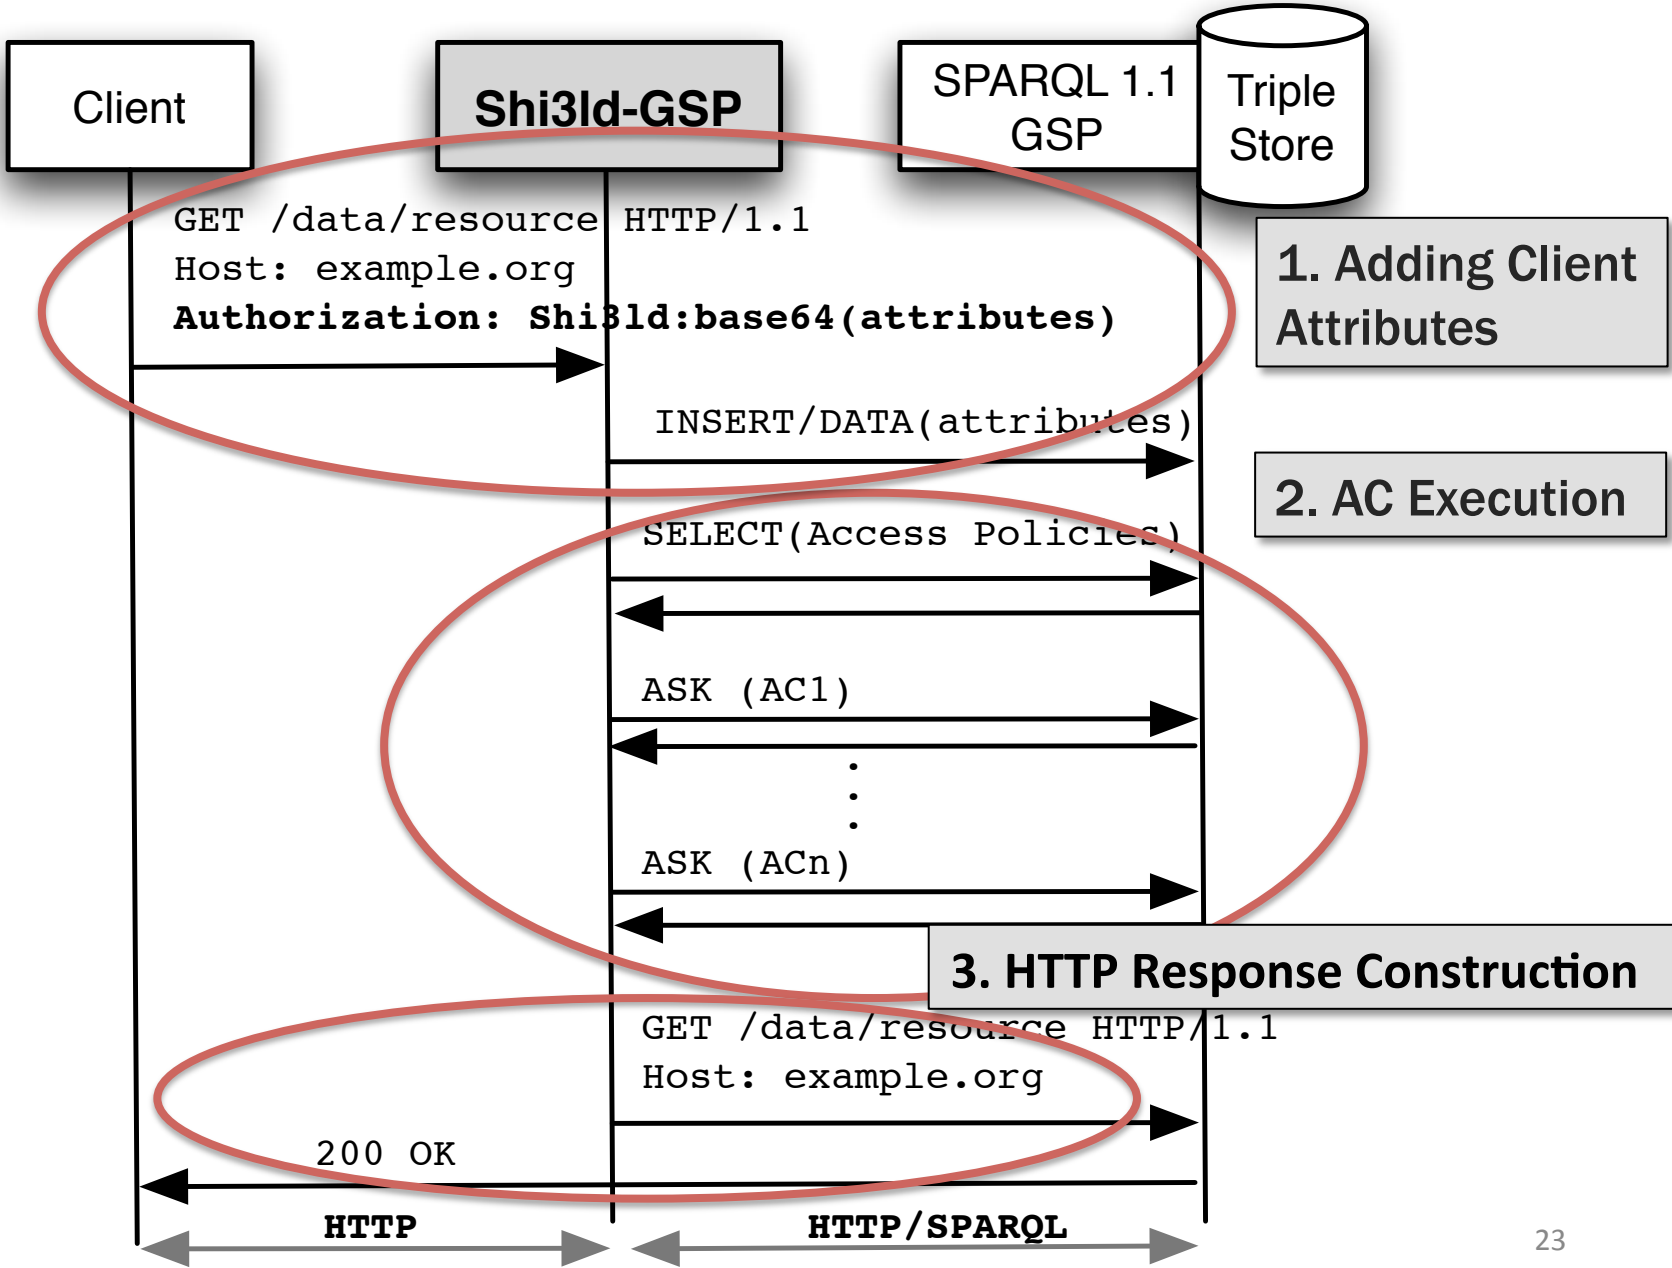 Client
Shi3ld-GSP
SPARQL 1.1
GSP
Triple
Store
GET /data/resource HTTP/1.1
Host: example.org
Authorization: Shi3ld:base64(attributes)
1. Adding Client
Attributes
INSERT/DATA(attributes)
2. AC Execution
SELECT(Access Policies)
ASK (AC1)
.
.
.
ASK (ACn)
3. HTTP Response Construction
GET /data/resource HTTP/1.1
Host: example.org
200 OK
HTTP
HTTP/SPARQL
23